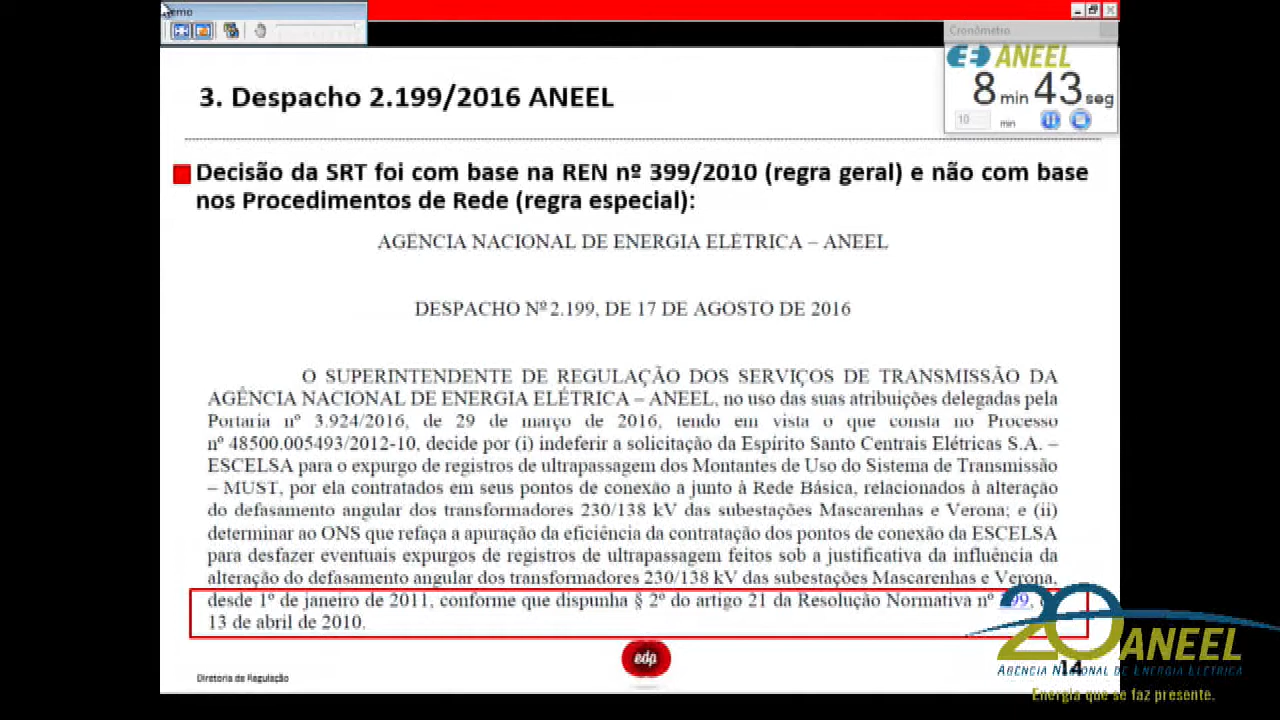 Cronômetro
ANEEL
8 min 43 seg
10 min
3. Despacho 2.199/2016 ANEEL
Decisão da SRT foi com base na REN nº 399/2010 (regra geral) e não com base
nos Procedimentos de Rede (regra especial):
AGÊNCIA NACIONAL DE ENERGIA ELÉTRICA – ANEEL
DESPACHO Nº 2.199, DE 17 DE AGOSTO DE 2016
O SUPERINTENDENTE DE REGULAÇÃO DOS SERVIÇOS DE TRANSMISSÃO DA
AGÊNCIA NACIONAL DE ENERGIA ELÉTRICA – ANEEL, no uso das suas atribuições delegadas pela
Portaria nº 3.924/2016, de 29 de março de 2016, tendo em vista o que consta no Processo
nº 48500.005493/2012-10, decide por (i) indeferir a solicitação da Espírito Santo Centrais Elétricas S.A. –
ESCELSA para o expurgo de registros de ultrapassagem dos Montantes de Uso do Sistema de Transmissão
– MUST, por ela contratados em seus pontos de conexão a junto à Rede Básica, relacionados à alteração
do defasamento angular dos transformadores 230/138 kV das subestações Mascarenhas e Verona; e (ii)
determinar ao ONS que refaça a apuração da eficiência da contratação dos pontos de conexão da ESCELSA
para desfazer eventuais expurgos de registros de ultrapassagem feitos sob a justificativa da influência da
alteração do defasamento angular dos transformadores 230/138 kV das subestações Mascarenhas e Verona,
desde 1º de janeiro de 2011, conforme que dispunha § 2º do artigo 21 da Resolução Normativa nº
13 de abril de 2010.
edp
Diretoria de Regulação
14
20 ANEEL
AGÊNCIA NACIONAL DE ENERGIA ELÉTRICA
Energia que se faz presente.